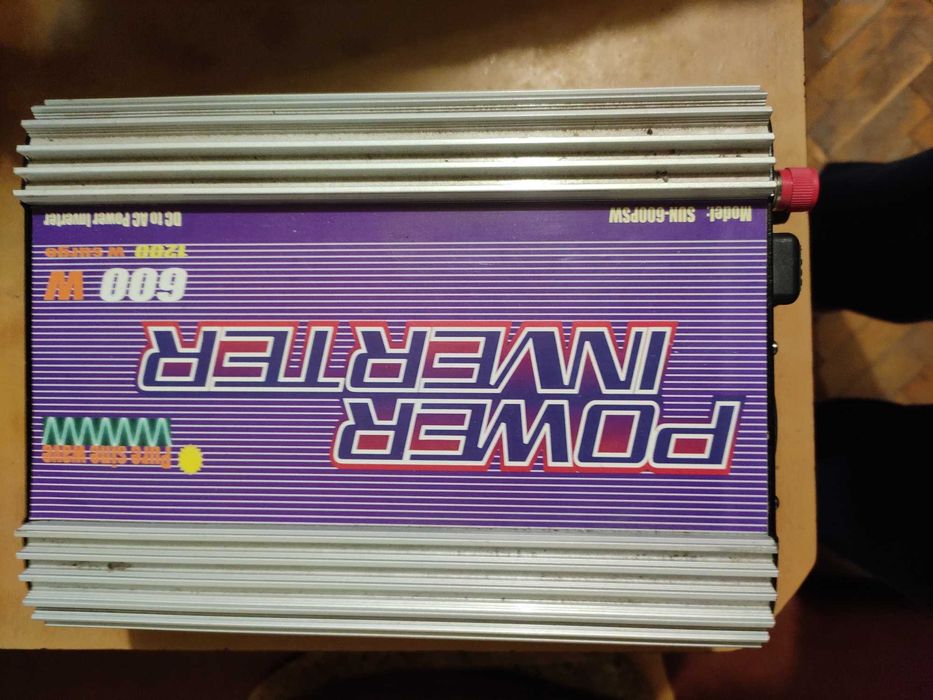 Pure sine wave
POWER
INVERTER
600 W
1200 W surge
Model: SUN-600PSW
DC to AC Power Inverter